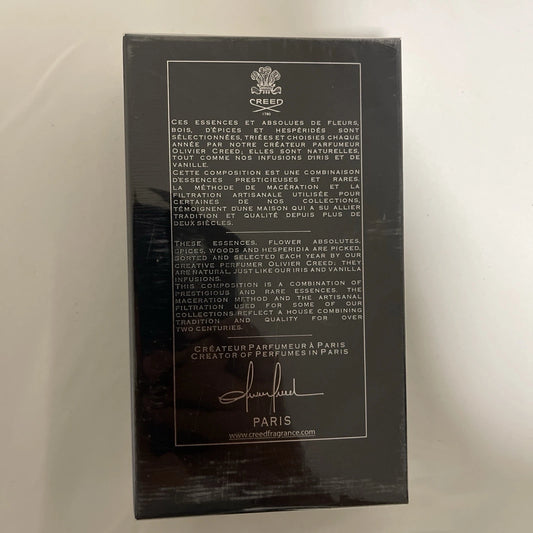 CREED
1760
CES ESSENCES ET ABSOLUES DE FLEURS,
BOIS, D'ÉPICES ET HESPÉRIDÉS SONT
SÉLECTIONNÉES, TRIÉES ET CHOISIES CHAQUE
ANNÉE PAR NOTRE CRÉATEUR PARFUMEUR
OLIVIER CREED; ELLES SONT NATURELLES,
TOUT COMME NOS INFUSIONS D'IRIS ET DE
VANILLE.
CETTE COMPOSITION EST UNE COMBINAISON
D'ESSENCES PRESTIGIEUSES ET RARES.
LA MÉTHODE DE MACÉRATION ET LA
FILTRATION ARTISANALE UTILISÉE POUR
CERTAINES DE NOS COLLECTIONS,
TÉMOIGNENT D'UNE MAISON QUI A SU ALLIER
TRADITION ET QUALITÉ DEPUIS PLUS DE
DEUX SIÈCLES.
THESE ESSENCES, FLOWER ABSOLUTES,
SPICES, WOODS AND HESPERIDIA ARE PICKED,
SORTED AND SELECTED EACH YEAR BY OUR
CREATIVE PERFUMER OLIVIER CREED; THEY
ARE NATURAL, JUST LIKE OUR IRIS AND VANILLA
INFUSIONS.
THIS COMPOSITION IS A COMBINATION OF
PRESTIGIOUS AND RARE ESSENCES. THE
MACERATION METHOD AND THE ARTISANAL
FILTRATION USED FOR SOME OF OUR
COLLECTIONS REFLECT A HOUSE COMBINING
TRADITION AND QUALITY FOR OVER
TWO CENTURIES.
CRÉATEUR PARFUMEUR À PARIS
CREATOR OF PERFUMES IN PARIS
PARIS
www.creedfragrance.com